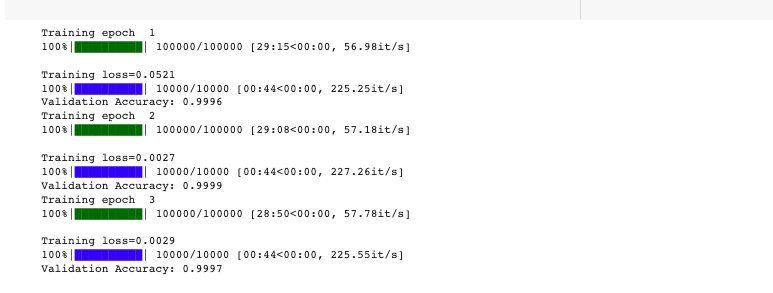 Training epoch  1
100%|██████████| 100000/100000 [29:15<00:00, 56.98it/s]
Training loss=0.0521
100%|██████████| 10000/10000 [00:44<00:00, 225.25it/s]
Validation Accuracy: 0.9996
Training epoch  2
100%|██████████| 100000/100000 [29:08<00:00, 57.18it/s]
Training loss=0.0027
100%|██████████| 10000/10000 [00:44<00:00, 227.26it/s]
Validation Accuracy: 0.9999
Training epoch  3
100%|██████████| 100000/100000 [28:50<00:00, 57.78it/s]
Training loss=0.0029
100%|██████████| 10000/10000 [00:44<00:00, 225.55it/s]
Validation Accuracy: 0.9997